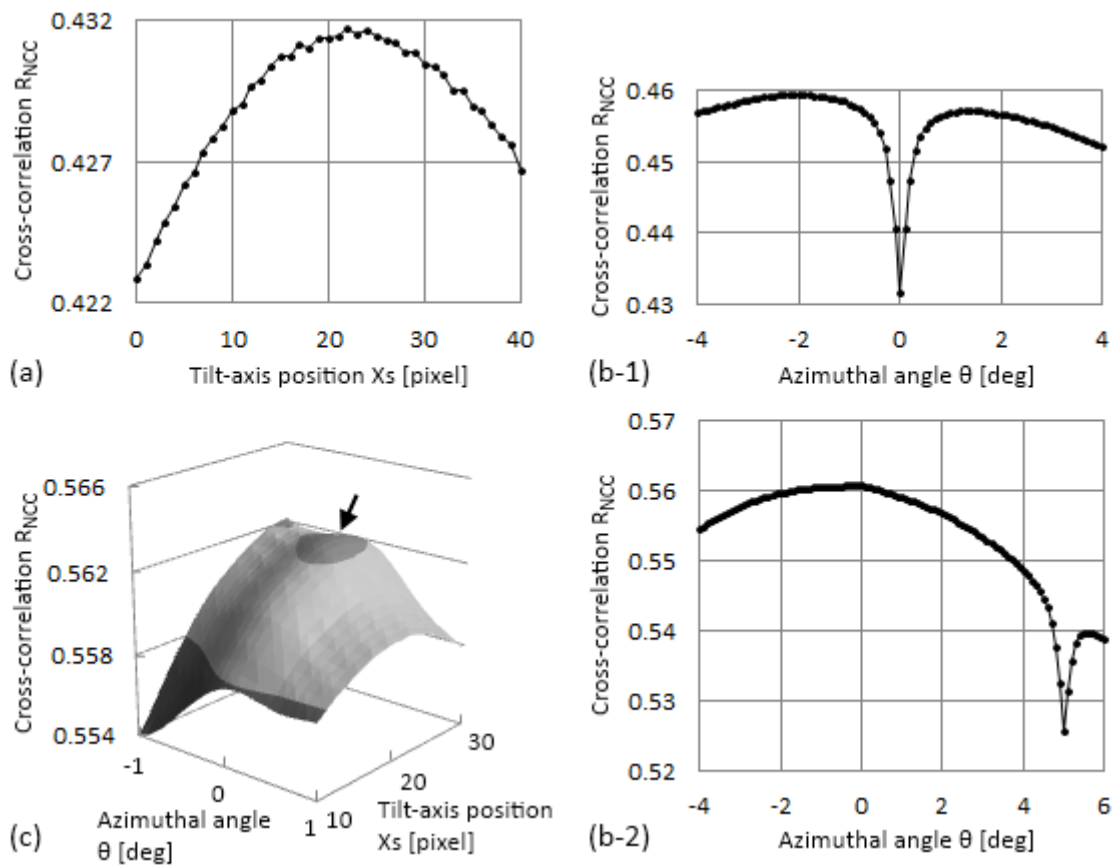 0.432
0.427
0.422
Cross-correlation RNCC
0 10 20 30 40
(a) Tilt-axis position Xs [pixel]
0.46
0.45
0.44
0.43
Cross-correlation RNCC
-4 -2 0 2 4
(b-1) Azimuthal angle θ [deg]
0.566
0.562
0.558
0.554
Cross-correlation RNCC
-1 0 1
10 20 30
Azimuthal angle
θ [deg]
Tilt-axis position
Xs [pixel]
(c)
0.57
0.56
0.55
0.54
0.53
0.52
Cross-correlation RNCC
-4 -2 0 2 4 6
(b-2) Azimuthal angle θ [deg]